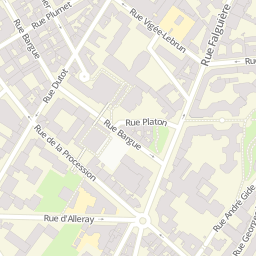 Rue Plumet
Rue Bargue
Rue Vigée-Lebrun
Rue Falguière
Rue
Rue Dutot
Rue Platon
Rue Bargue
Rue de la Procession
Rue d'Alleray
Rue André Gide
Rue Georges